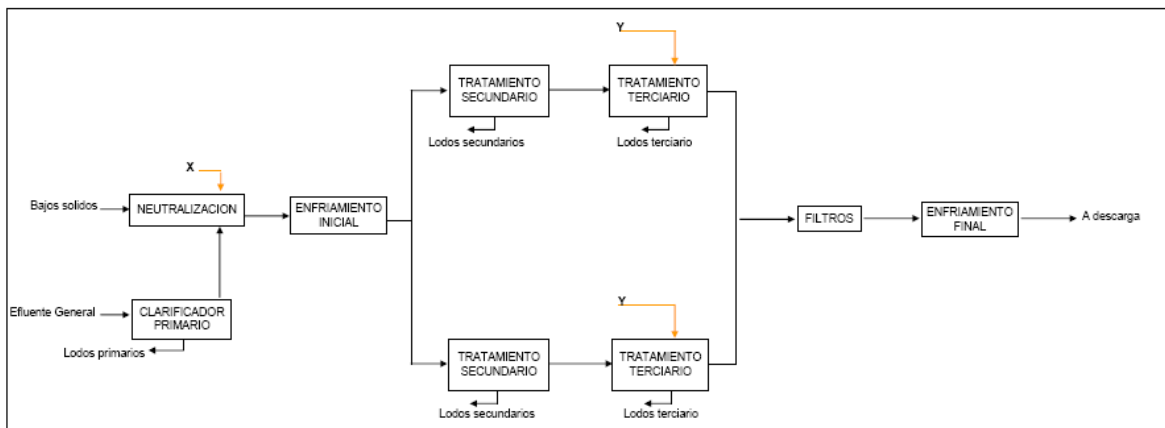 Y
TRATAMIENTO
SECUNDARIO
TRATAMIENTO
TERCIARIO
Lodos secundarios
Lodos terciario
X
Bajos solidos
NEUTRALIZACION
ENFRIAMIENTO
INICIAL
FILTROS
ENFRIAMIENTO
FINAL
A descarga
Efluente General
CLARIFICADOR
PRIMARIO
Lodos primarios
Y
TRATAMIENTO
SECUNDARIO
TRATAMIENTO
TERCIARIO
Lodos secundarios
Lodos terciario